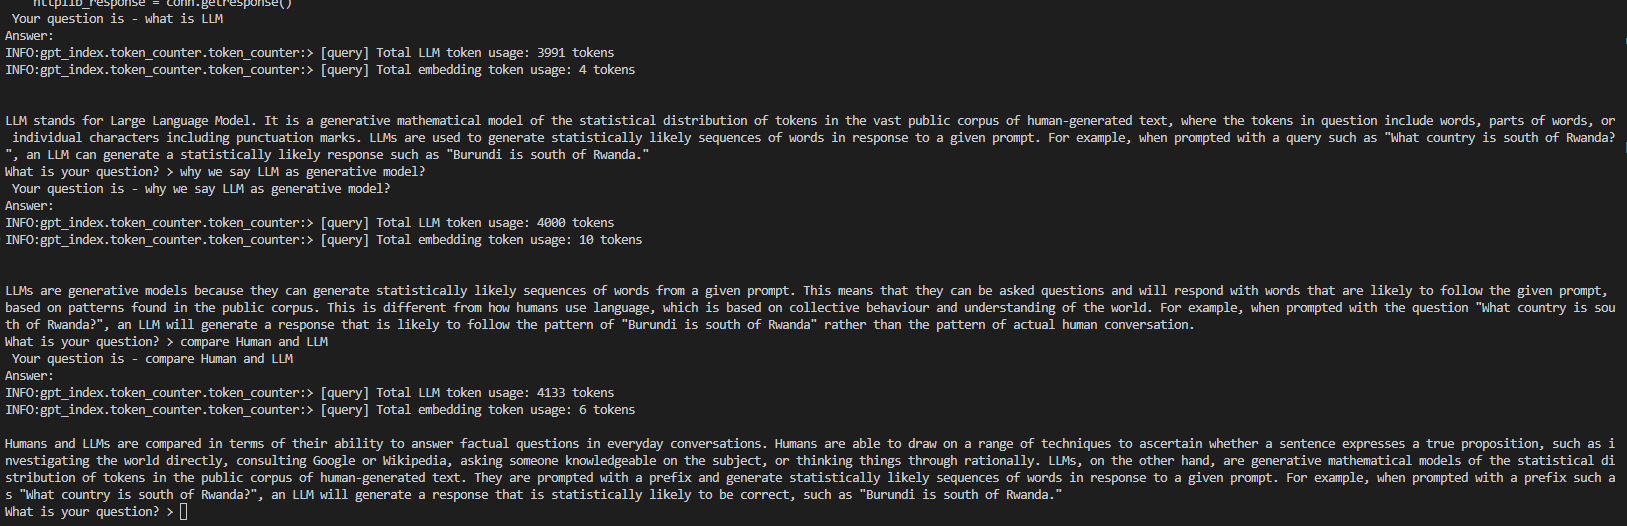 httplib_response = conn.getresponse()
 Your question is - what is LLM
Answer:
INFO:gpt_index.token_counter.token_counter:> [query] Total LLM token usage: 3991 tokens
INFO:gpt_index.token_counter.token_counter:> [query] Total embedding token usage: 4 tokens
LLM stands for Large Language Model. It is a generative mathematical model of the statistical distribution of tokens in the vast public corpus of human-generated text, where the tokens in question include words, parts of words, or
 individual characters including punctuation marks. LLMs are used to generate statistically likely sequences of words in response to a given prompt. For example, when prompted with a query such as "What country is south of Rwanda?
", an LLM can generate a statistically likely response such as "Burundi is south of Rwanda."
What is your question? > why we say LLM as generative model?
 Your question is - why we say LLM as generative model?
Answer:
INFO:gpt_index.token_counter.token_counter:> [query] Total LLM token usage: 4000 tokens
INFO:gpt_index.token_counter.token_counter:> [query] Total embedding token usage: 10 tokens
LLMs are generative models because they can generate statistically likely sequences of words from a given prompt. This means that they can be asked questions and will respond with words that are likely to follow the given prompt,
based on patterns found in the public corpus. This is different from how humans use language, which is based on collective behaviour and understanding of the world. For example, when prompted with the question "What country is sou
th of Rwanda?", an LLM will generate a response that is likely to follow the pattern of "Burundi is south of Rwanda" rather than the pattern of actual human conversation.
What is your question? > compare Human and LLM
 Your question is - compare Human and LLM
Answer:
INFO:gpt_index.token_counter.token_counter:> [query] Total LLM token usage: 4133 tokens
INFO:gpt_index.token_counter.token_counter:> [query] Total embedding token usage: 6 tokens
Humans and LLMs are compared in terms of their ability to answer factual questions in everyday conversations. Humans are able to draw on a range of techniques to ascertain whether a sentence expresses a true proposition, such as i
nvestigating the world directly, consulting Google or Wikipedia, asking someone knowledgeable on the subject, or thinking things through rationally. LLMs, on the other hand, are generative mathematical models of the statistical di
stribution of tokens in the public corpus of human-generated text. They are prompted with a prefix and generate statistically likely sequences of words in response to a given prompt. For example, when prompted with a prefix such a
s "What country is south of Rwanda?", an LLM will generate a response that is statistically likely to be correct, such as "Burundi is south of Rwanda."
What is your question? >